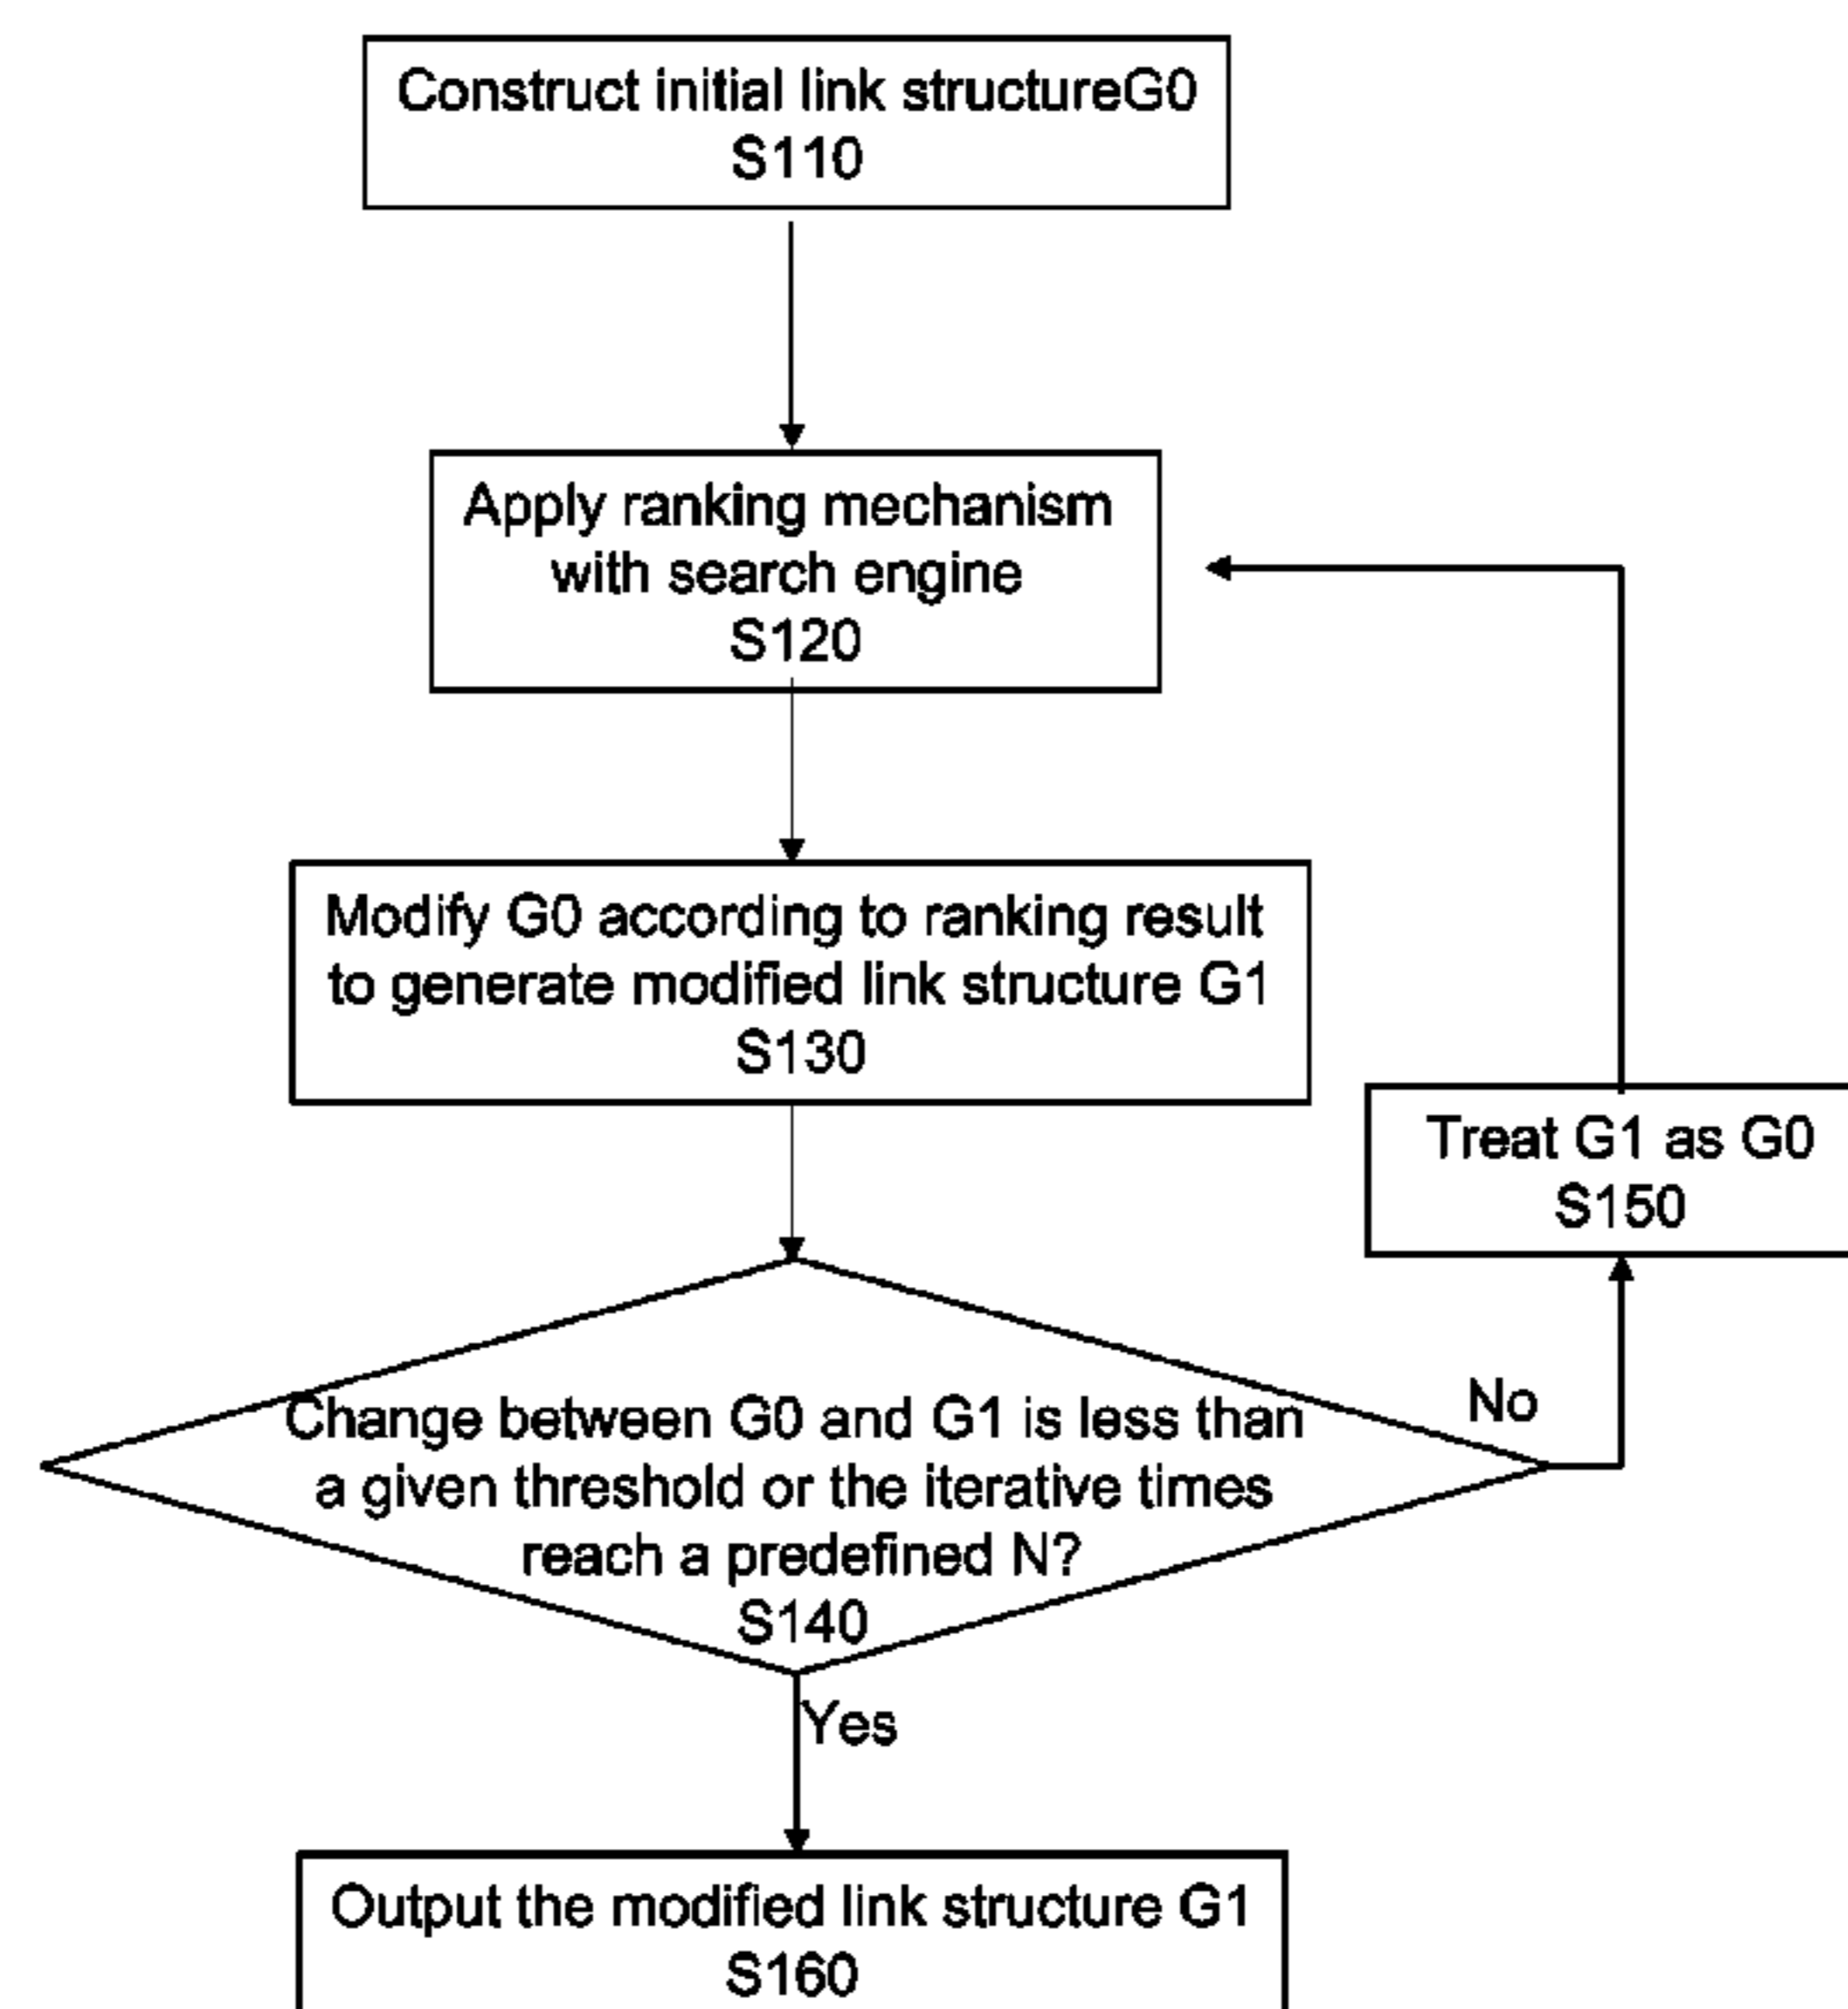 Construct initial link structureG0
S110
Apply ranking mechanism
with search engine
S120
Modify G0 according to ranking result
to generate modified link structure G1
S130
Treat G1 as G0
S150
Change between G0 and G1 is less than
a given threshold or the iterative times
reach a predefined N?
S140
No
Yes
Output the modified link structure G1
S160